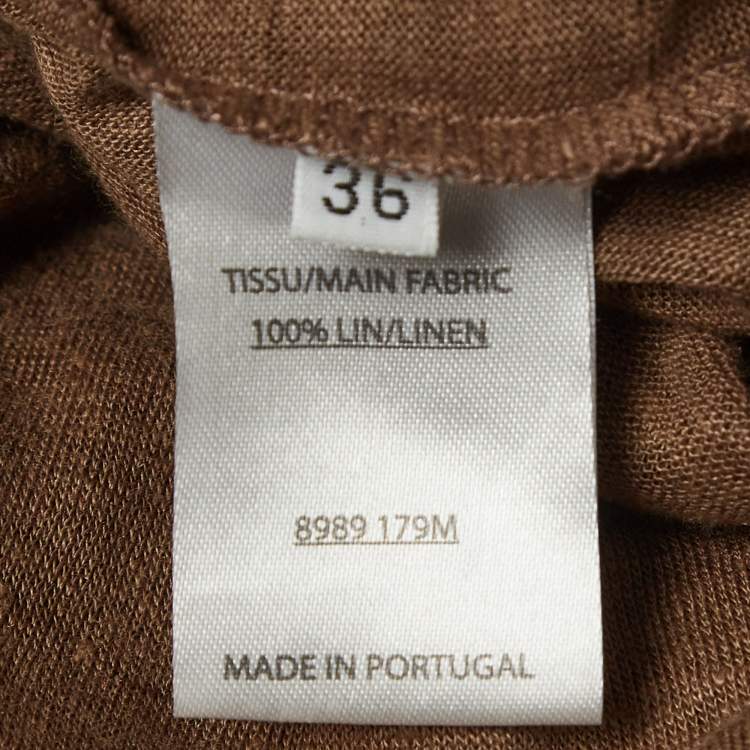 36
TISSU/MAIN FABRIC
100% LIN/LINEN
8989 179M
MADE IN PORTUGAL